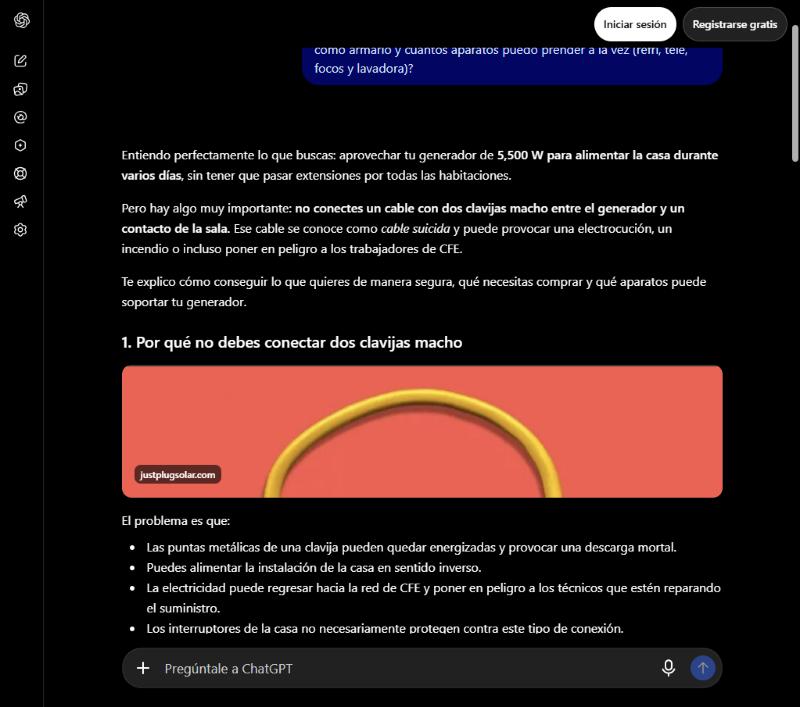 Iniciar sesión
Registrarse gratis
como armarlo y cuántos aparatos puedo prender a la vez (refri, tele,
focos y lavadora)?
Entiendo perfectamente lo que buscas: aprovechar tu generador de 5,500 W para alimentar la casa durante
varios días, sin tener que pasar extensiones por todas las habitaciones.
Pero hay algo muy importante: no conectes un cable con dos clavijas macho entre el generador y un
contacto de la sala. Ese cable se conoce como cable suicida y puede provocar una electrocución, un
incendio o incluso poner en peligro a los trabajadores de CFE.
Te explico cómo conseguir lo que quieres de manera segura, qué necesitas comprar y qué aparatos puede
soportar tu generador.
1. Por qué no debes conectar dos clavijas macho
justplugsolar.com
El problema es que:
• Las puntas metálicas de una clavija pueden quedar energizadas y provocar una descarga mortal.
• Puedes alimentar la instalación de la casa en sentido inverso.
• La electricidad puede regresar hacia la red de CFE y poner en peligro a los técnicos que estén reparando
el suministro.
• Los interruptores de la casa no necesariamente protegen contra este tipo de conexión.
Pregúntale a ChatGPT